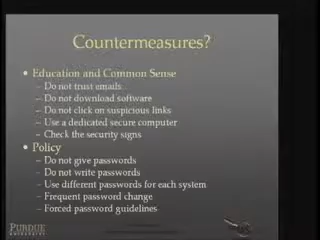 Countermeasures?
• Education and Common Sense
– Do not trust emails
– Do not download software
– Do not click on suspicious links
– Use a dedicated secure computer
– Check the security signs
• Policy
– Do not give passwords
– Do not write passwords
– Use different passwords for each system
– Frequent password change
– Forced password guidelines
PURDUE
UNIVERSITY